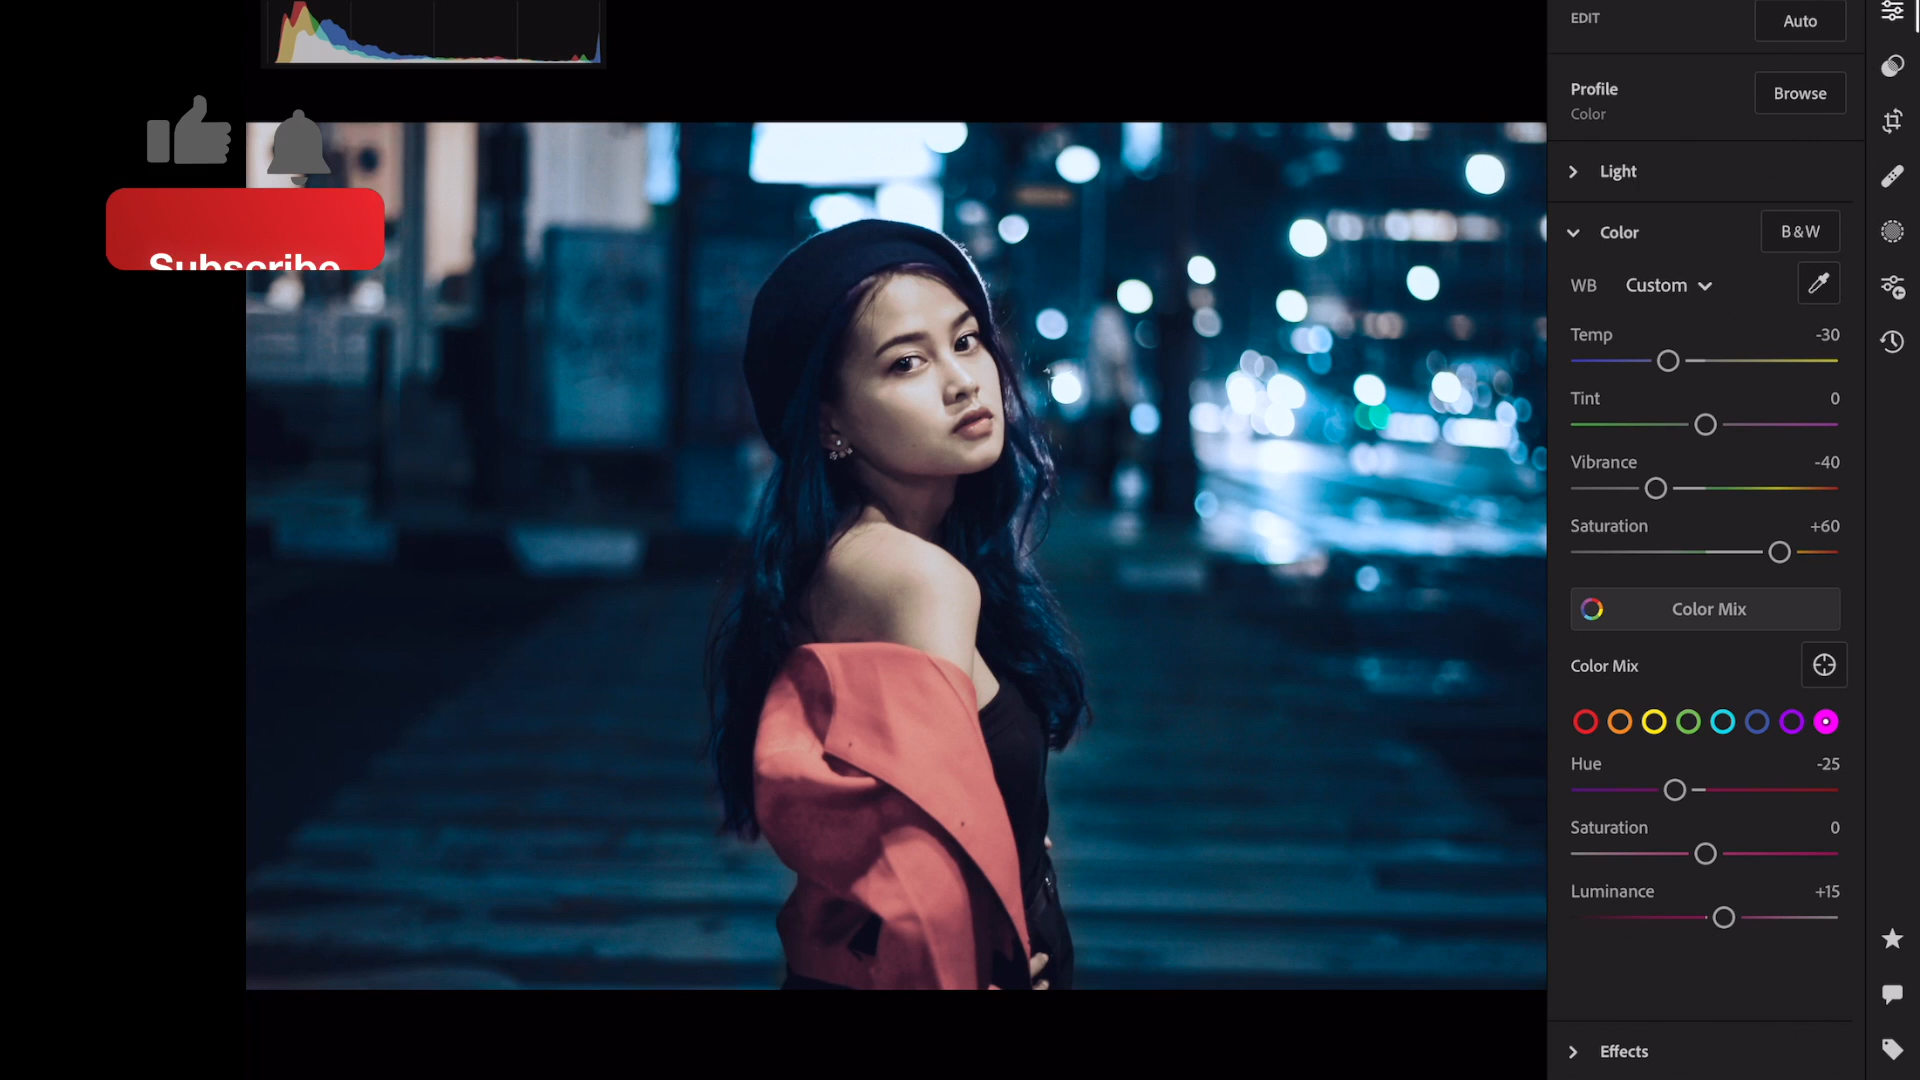 EDIT
Auto
Profile
Browse
Color
Light
Color
B&W
WB
Custom
Temp
-30
Tint
0
Vibrance
-40
Saturation
+60
Color Mix
Color Mix
Hue
-25
Saturation
0
Luminance
+15
Effects
Subscribe